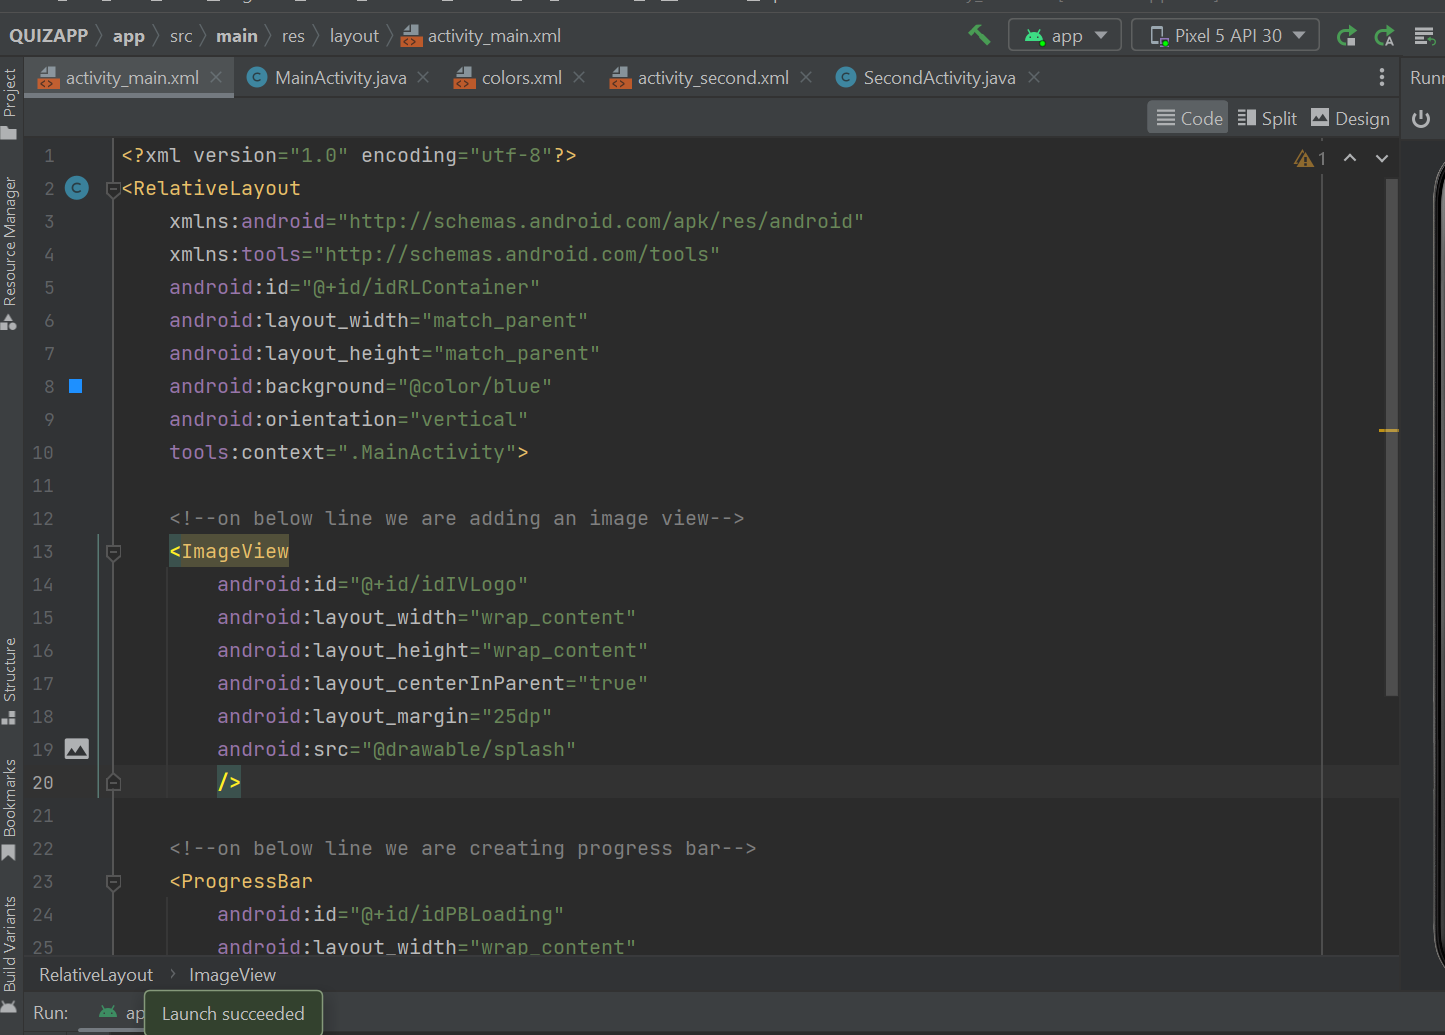 QUIZAPP app src main res layout activity_main.xml app Pixel 5 API 30
activity_main.xml MainActivity.java colors.xml activity_second.xml SecondActivity.java
Code Split Design
Project
Resource Manager
Structure
Bookmarks
Build Variants
1 <?xml version="1.0" encoding="utf-8"?> 1
2 <RelativeLayout
3 xmlns:android="http://schemas.android.com/apk/res/android"
4 xmlns:tools="http://schemas.android.com/tools"
5 android:id="@+id/idRLContainer"
6 android:layout_width="match_parent"
7 android:layout_height="match_parent"
8 android:background="@color/blue"
9 android:orientation="vertical"
10 tools:context=".MainActivity">
11
12 <!--on below line we are adding an image view-->
13 <ImageView
14 android:id="@+id/idIVLogo"
15 android:layout_width="wrap_content"
16 android:layout_height="wrap_content"
17 android:layout_centerInParent="true"
18 android:layout_margin="25dp"
19 android:src="@drawable/splash"
20 />
21
22 <!--on below line we are creating progress bar-->
23 <ProgressBar
24 android:id="@+id/idPBLoading"
25 android:layout_width="wrap_content"
RelativeLayout ImageView
Run:
Launch succeeded